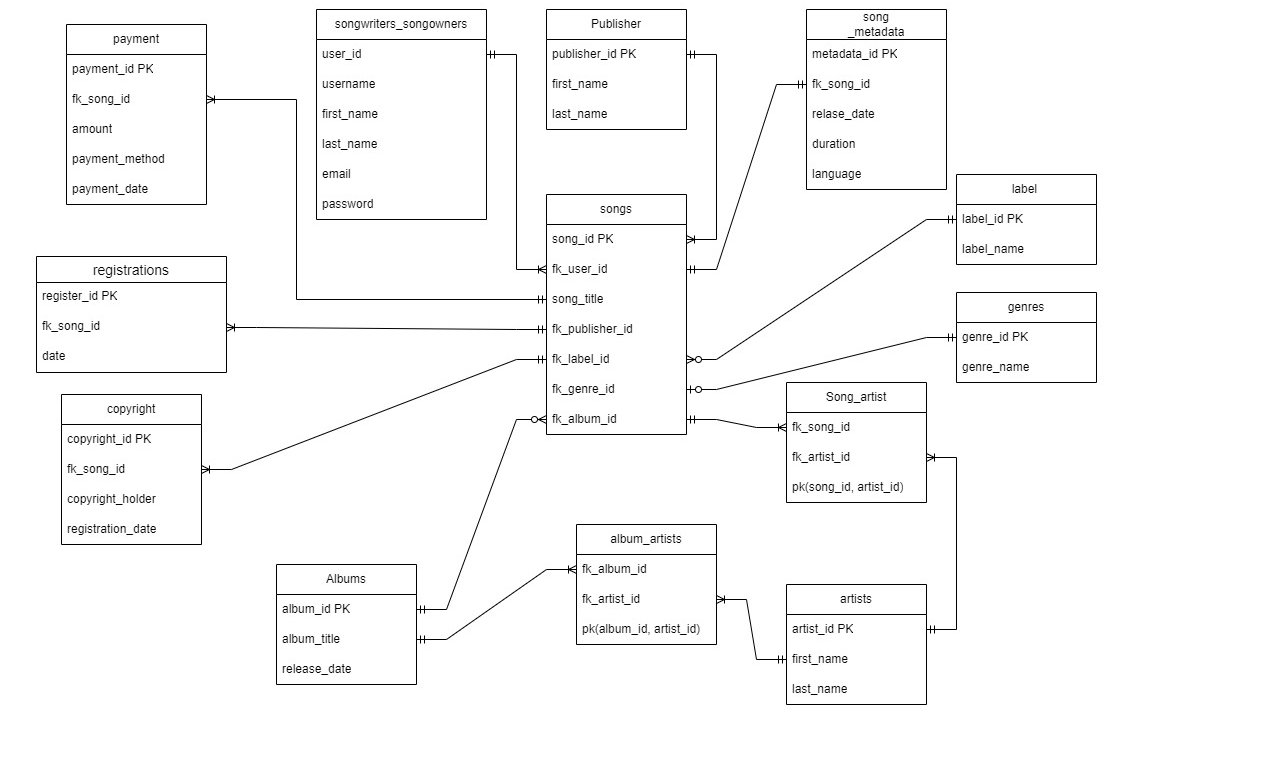 payment
payment_id PK
fk_song_id
amount
payment_method
payment_date
songwriters_songowners
user_id
username
first_name
last_name
email
password
Publisher
publisher_id PK
first_name
last_name
song
_metadata
metadata_id PK
fk_song_id
relase_date
duration
language
label
label_id PK
label_name
songs
song_id PK
fk_user_id
song_title
fk_publisher_id
fk_label_id
fk_genre_id
fk_album_id
registrations
register_id PK
fk_song_id
date
genres
genre_id PK
genre_name
copyright
copyright_id PK
fk_song_id
copyright_holder
registration_date
Song_artist
fk_song_id
fk_artist_id
pk(song_id, artist_id)
album_artists
fk_album_id
fk_artist_id
pk(album_id, artist_id)
Albums
album_id PK
album_title
release_date
artists
artist_id PK
first_name
last_name